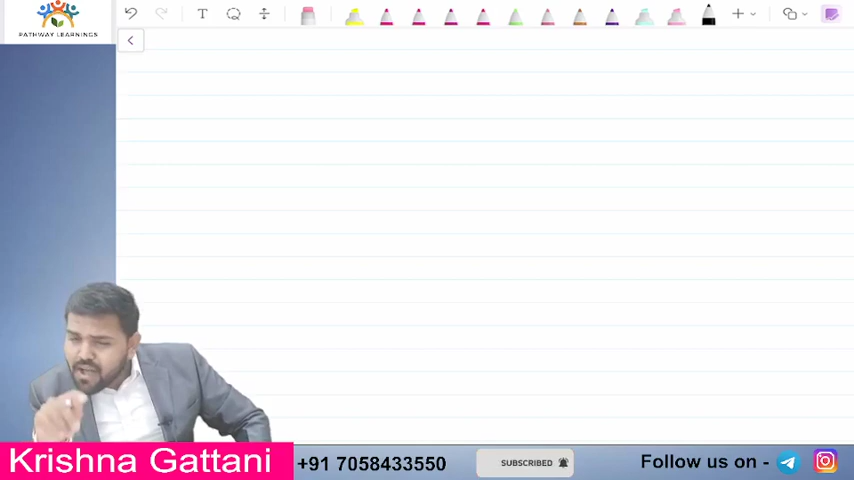 PATHWAY LEARNINGS
T
Krishna Gattani
+91 7058433550
SUBSCRIBED
Follow us on -